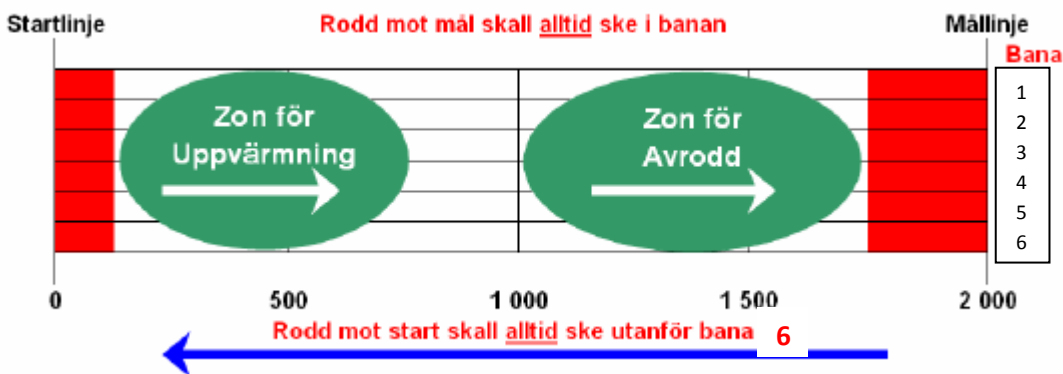 Startlinje
Rodd mot mål skall alltid ske i banan
Mållinje
Bana
1
2
3
4
5
6
Zon för
Uppvärmning
Zon för
Avrodd
0
500
1 000
1 500
2 000
Rodd mot start skall alltid ske utanför bana 6